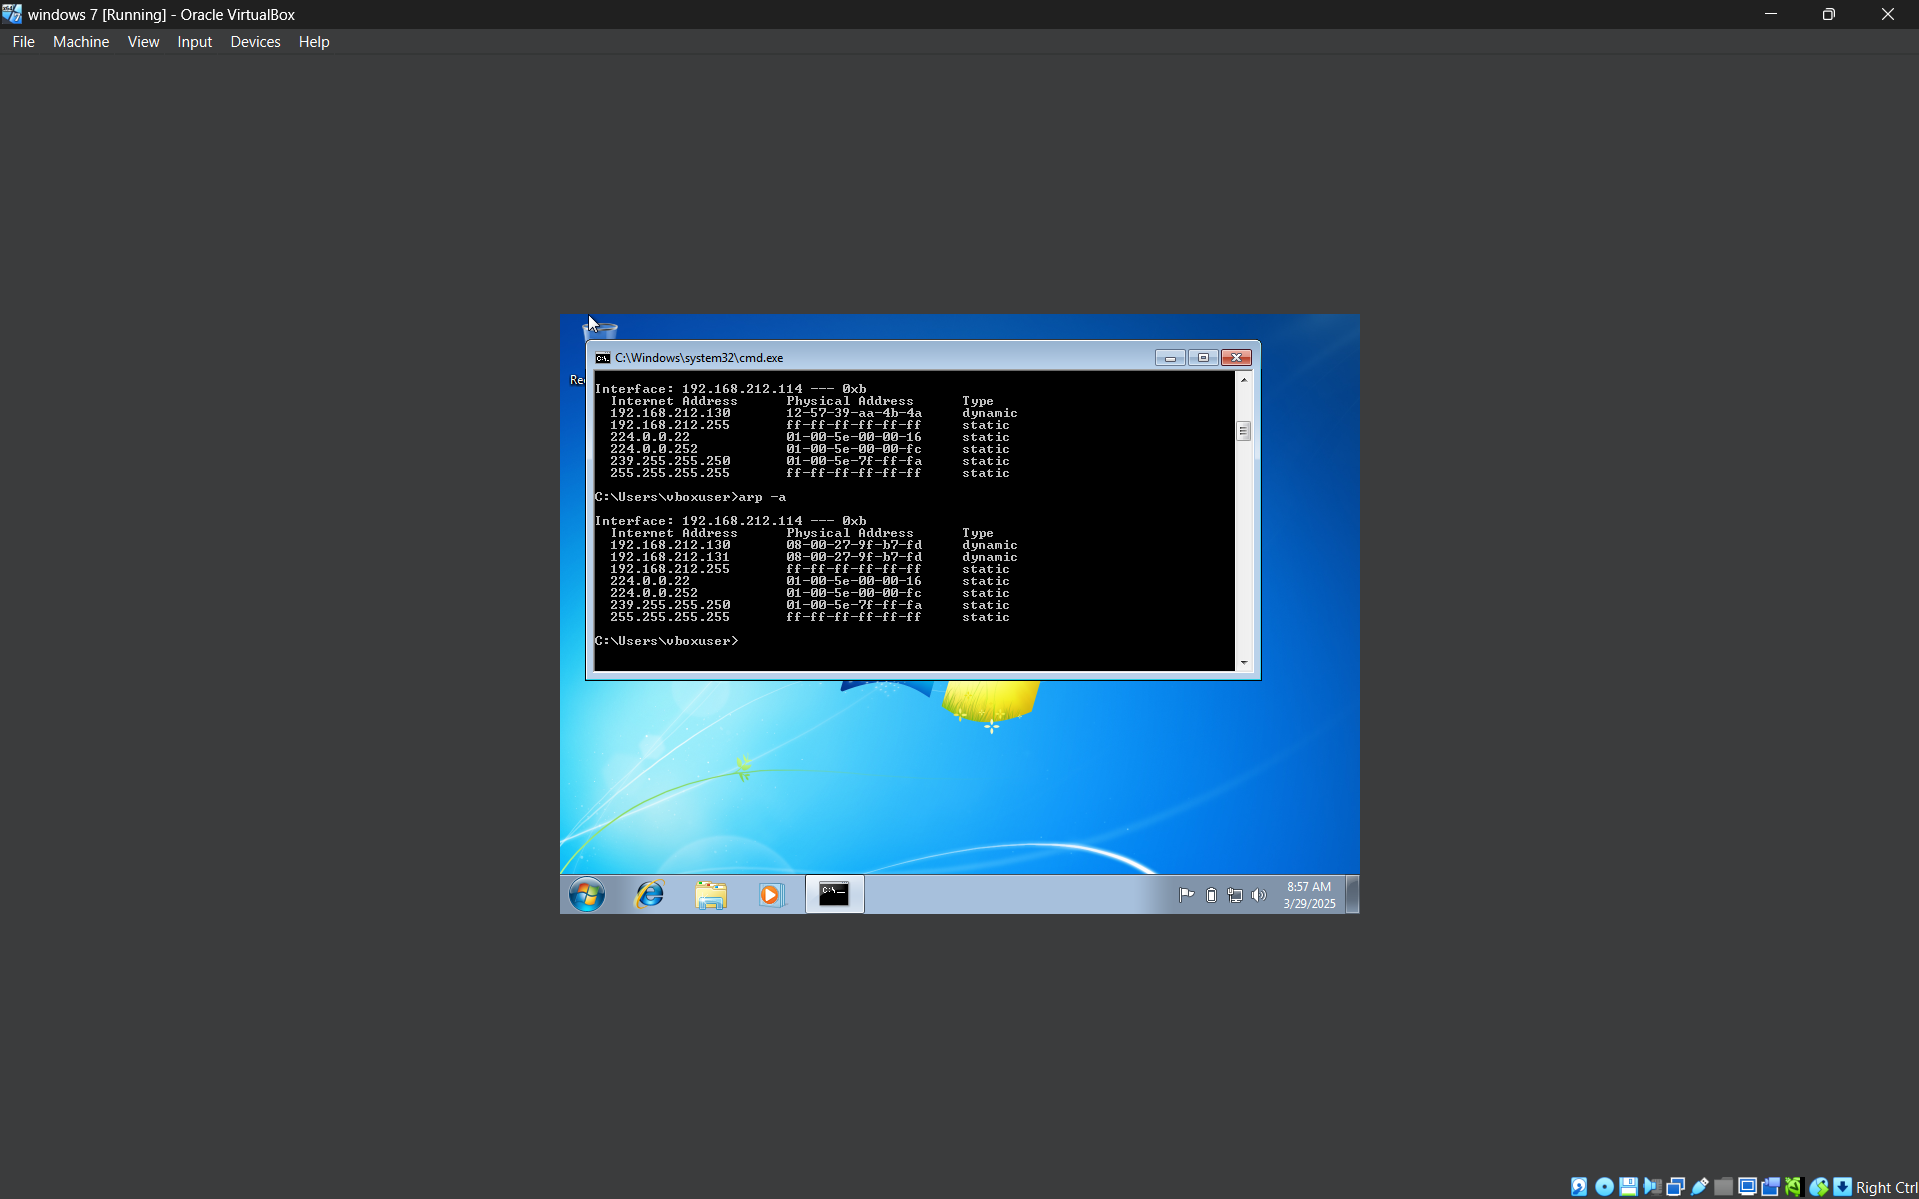 windows 7 [Running] - Oracle VirtualBox
File Machine View Input Devices Help
C:\Windows\system32\cmd.exe
Interface: 192.168.212.114 --- 0xb
Internet Address Physical Address Type
192.168.212.130 12-57-39-aa-4b-4a dynamic
192.168.212.255 ff-ff-ff-ff-ff-ff static
224.0.0.22 01-00-5e-00-00-16 static
224.0.0.252 01-00-5e-00-00-fc static
239.255.255.250 01-00-5e-7f-ff-fa static
255.255.255.255 ff-ff-ff-ff-ff-ff static
C:\Users\vboxuser>arp -a
Interface: 192.168.212.114 --- 0xb
Internet Address Physical Address Type
192.168.212.130 08-00-27-9f-b7-fd dynamic
192.168.212.131 08-00-27-9f-b7-fd dynamic
192.168.212.255 ff-ff-ff-ff-ff-ff static
224.0.0.22 01-00-5e-00-00-16 static
224.0.0.252 01-00-5e-00-00-fc static
239.255.255.250 01-00-5e-7f-ff-fa static
255.255.255.255 ff-ff-ff-ff-ff-ff static
C:\Users\vboxuser>
8:57 AM
3/29/2025
Right Ctrl